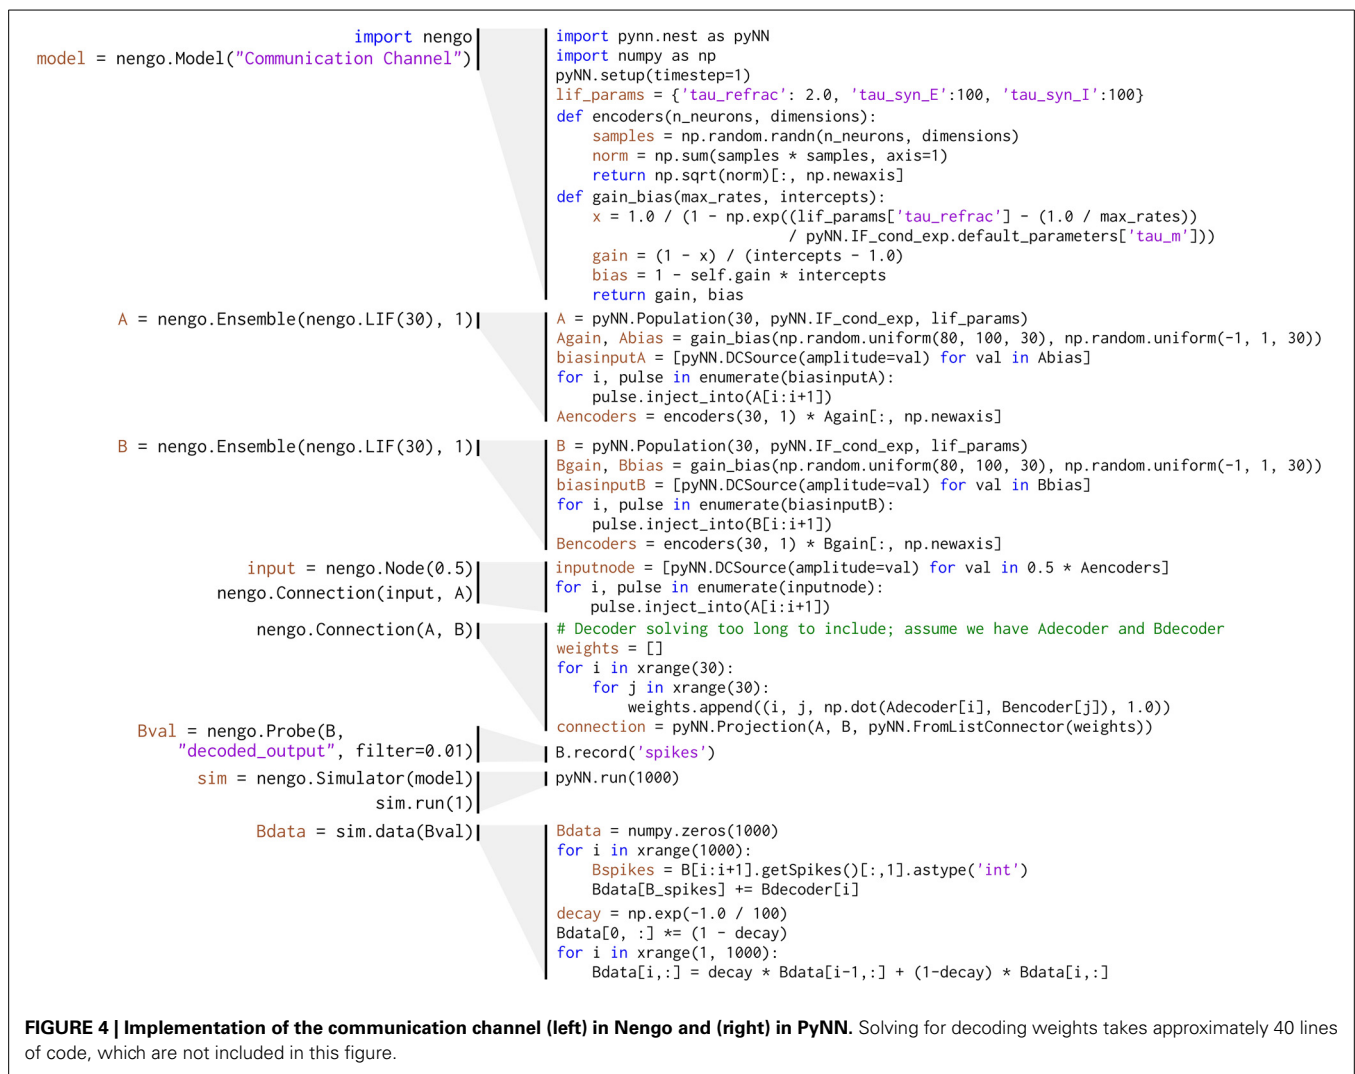 import nengo
model = nengo.Model("Communication Channel")
import pynn.nest as pyNN
import numpy as np
pyNN.setup(timestep=1)
lif_params = {'tau_refrac': 2.0, 'tau_syn_E':100, 'tau_syn_I':100}
def encoders(n_neurons, dimensions):
samples = np.random.randn(n_neurons, dimensions)
norm = np.sum(samples * samples, axis=1)
return np.sqrt(norm)[:, np.newaxis]
def gain_bias(max_rates, intercepts):
x = 1.0 / (1 - np.exp((lif_params['tau_refrac'] - (1.0 / max_rates))
/ pyNN.IF_cond_exp.default_parameters['tau_m']))
gain = (1 - x) / (intercepts - 1.0)
bias = 1 - self.gain * intercepts
return gain, bias
A = nengo.Ensemble(nengo.LIF(30), 1)
A = pyNN.Population(30, pyNN.IF_cond_exp, lif_params)
Again, Abias = gain_bias(np.random.uniform(80, 100, 30), np.random.uniform(-1, 1, 30))
biasinputA = [pyNN.DCSource(amplitude=val) for val in Abias]
for i, pulse in enumerate(biasinputA):
pulse.inject_into(A[i:i+1])
Aencoders = encoders(30, 1) * Again[:, np.newaxis]
B = nengo.Ensemble(nengo.LIF(30), 1)
B = pyNN.Population(30, pyNN.IF_cond_exp, lif_params)
Bgain, Bbias = gain_bias(np.random.uniform(80, 100, 30), np.random.uniform(-1, 1, 30))
biasinputB = [pyNN.DCSource(amplitude=val) for val in Bbias]
for i, pulse in enumerate(biasinputB):
pulse.inject_into(B[i:i+1])
Bencoders = encoders(30, 1) * Bgain[:, np.newaxis]
input = nengo.Node(0.5)
nengo.Connection(input, A)
inputnode = [pyNN.DCSource(amplitude=val) for val in 0.5 * Aencoders]
for i, pulse in enumerate(inputnode):
pulse.inject_into(A[i:i+1])
nengo.Connection(A, B)
# Decoder solving too long to include; assume we have Adecoder and Bdecoder
weights = []
for i in xrange(30):
for j in xrange(30):
weights.append((i, j, np.dot(Adecoder[i], Bencoder[j]), 1.0))
connection = pyNN.Projection(A, B, pyNN.FromListConnector(weights))
Bval = nengo.Probe(B,
"decoded_output", filter=0.01)
B.record('spikes')
sim = nengo.Simulator(model)
sim.run(1)
pyNN.run(1000)
Bdata = sim.data(Bval)
Bdata = numpy.zeros(1000)
for i in xrange(1000):
Bspikes = B[i:i+1].getSpikes()[:,1].astype('int')
Bdata[B_spikes] += Bdecoder[i]
decay = np.exp(-1.0 / 100)
Bdata[0, :] *= (1 - decay)
for i in xrange(1, 1000):
Bdata[i,:] = decay * Bdata[i-1,:] + (1-decay) * Bdata[i,:]
FIGURE 4 | Implementation of the communication channel (left) in Nengo and (right) in PyNN. Solving for decoding weights takes approximately 40 lines
of code, which are not included in this figure.